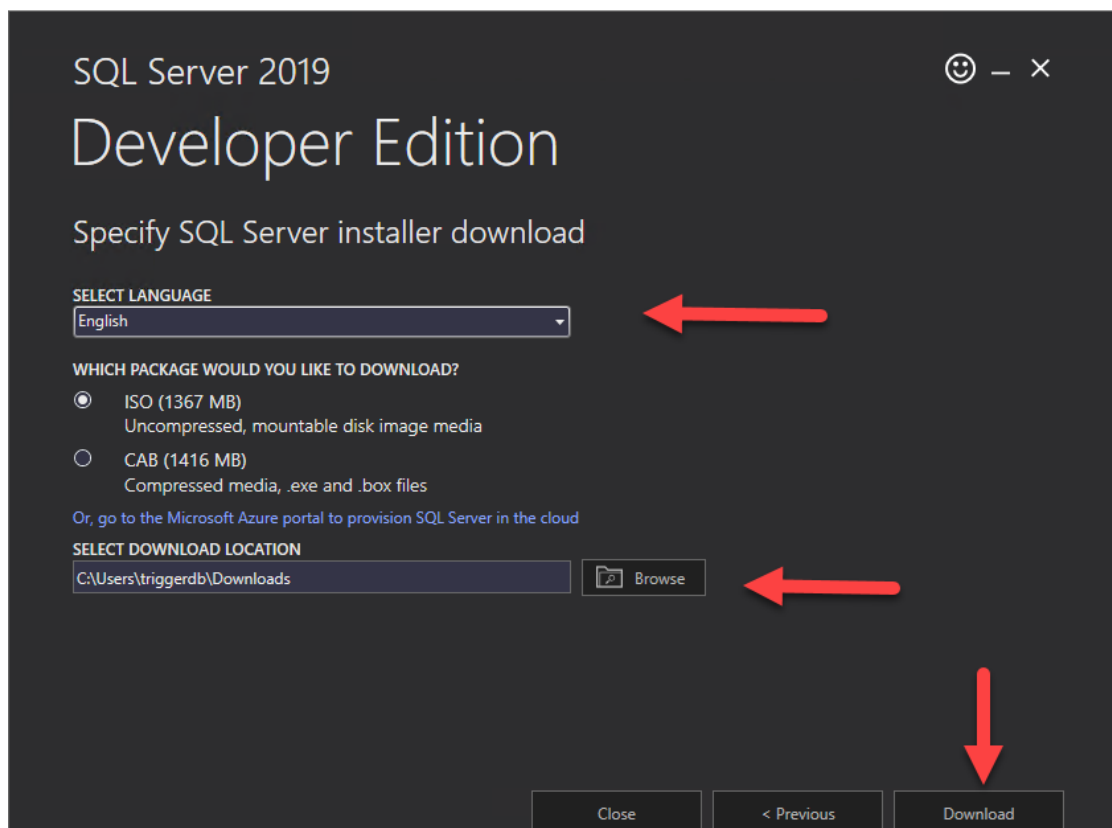 SQL Server 2019
Developer Edition
Specify SQL Server installer download
SELECT LANGUAGE
English
WHICH PACKAGE WOULD YOU LIKE TO DOWNLOAD?
ISO (1367 MB)
Uncompressed, mountable disk image media
CAB (1416 MB)
Compressed media, .exe and .box files
Or, go to the Microsoft Azure portal to provision SQL Server in the cloud
SELECT DOWNLOAD LOCATION
C:\Users\triggerdb\Downloads
Browse
Close
< Previous
Download